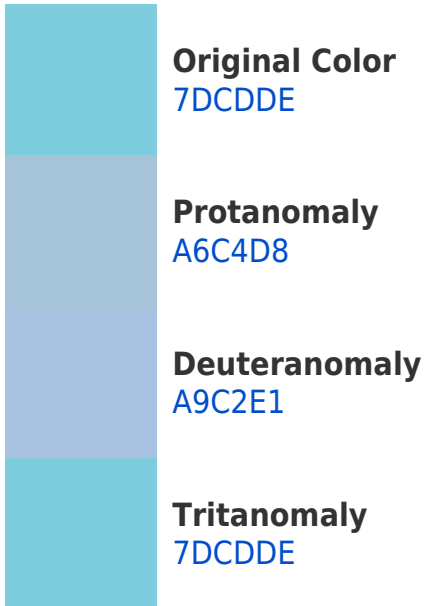 Original Color
7DCDDE
Protanomaly
A6C4D8
Deuteranomaly
A9C2E1
Tritanomaly
7DCDDE